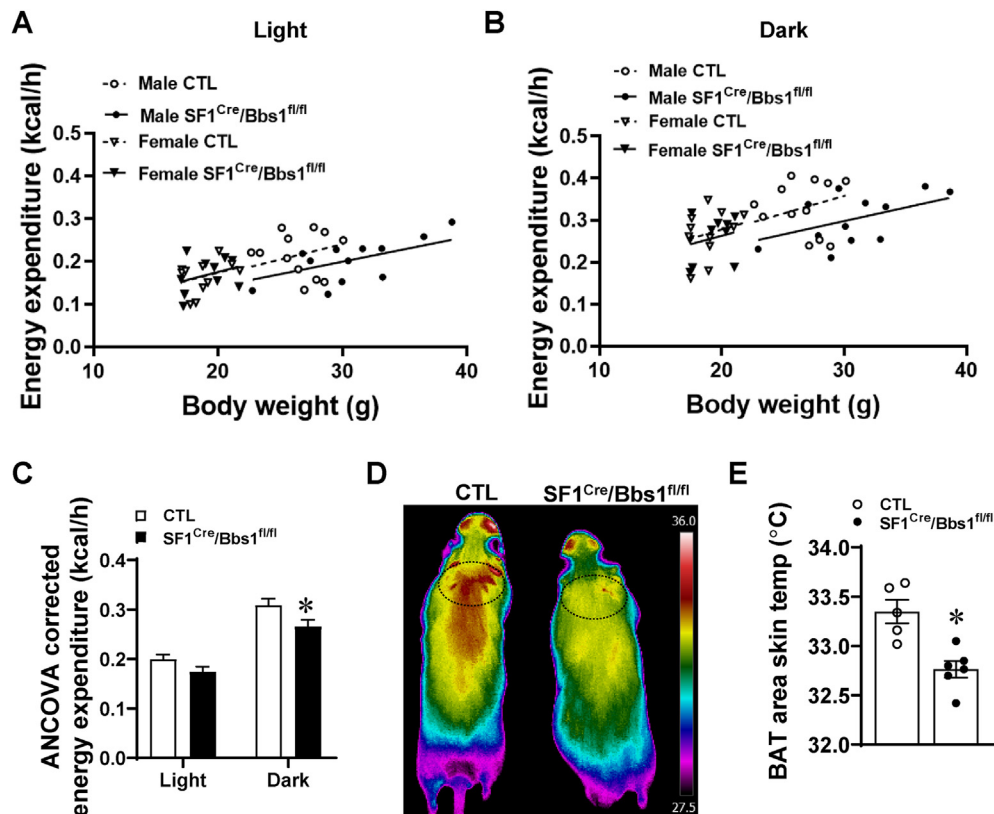 A
Light
Energy expenditure (kcal/h)
Male CTL
Male SF1Cre/Bbs1fl/fl
Female CTL
Female SF1Cre/Bbs1fl/fl
0.5
0.4
0.3
0.2
0.1
0.0
10 20 30 40
Body weight (g)
B
Dark
Energy expenditure (kcal/h)
Male CTL
Male SF1Cre/Bbs1fl/fl
Female CTL
Female SF1Cre/Bbs1fl/fl
0.5
0.4
0.3
0.2
0.1
0.0
10 20 30 40
Body weight (g)
C
ANCOVA corrected
energy expenditure (kcal/h)
CTL
SF1Cre/Bbs1fl/fl
0.4
0.3
0.2
0.1
0.0
*
Light Dark
D
CTL SF1Cre/Bbs1fl/fl
36.0
27.5
E
BAT area skin temp (°C)
CTL
SF1Cre/Bbs1fl/fl
34.0
33.5
33.0
32.5
32.0
*